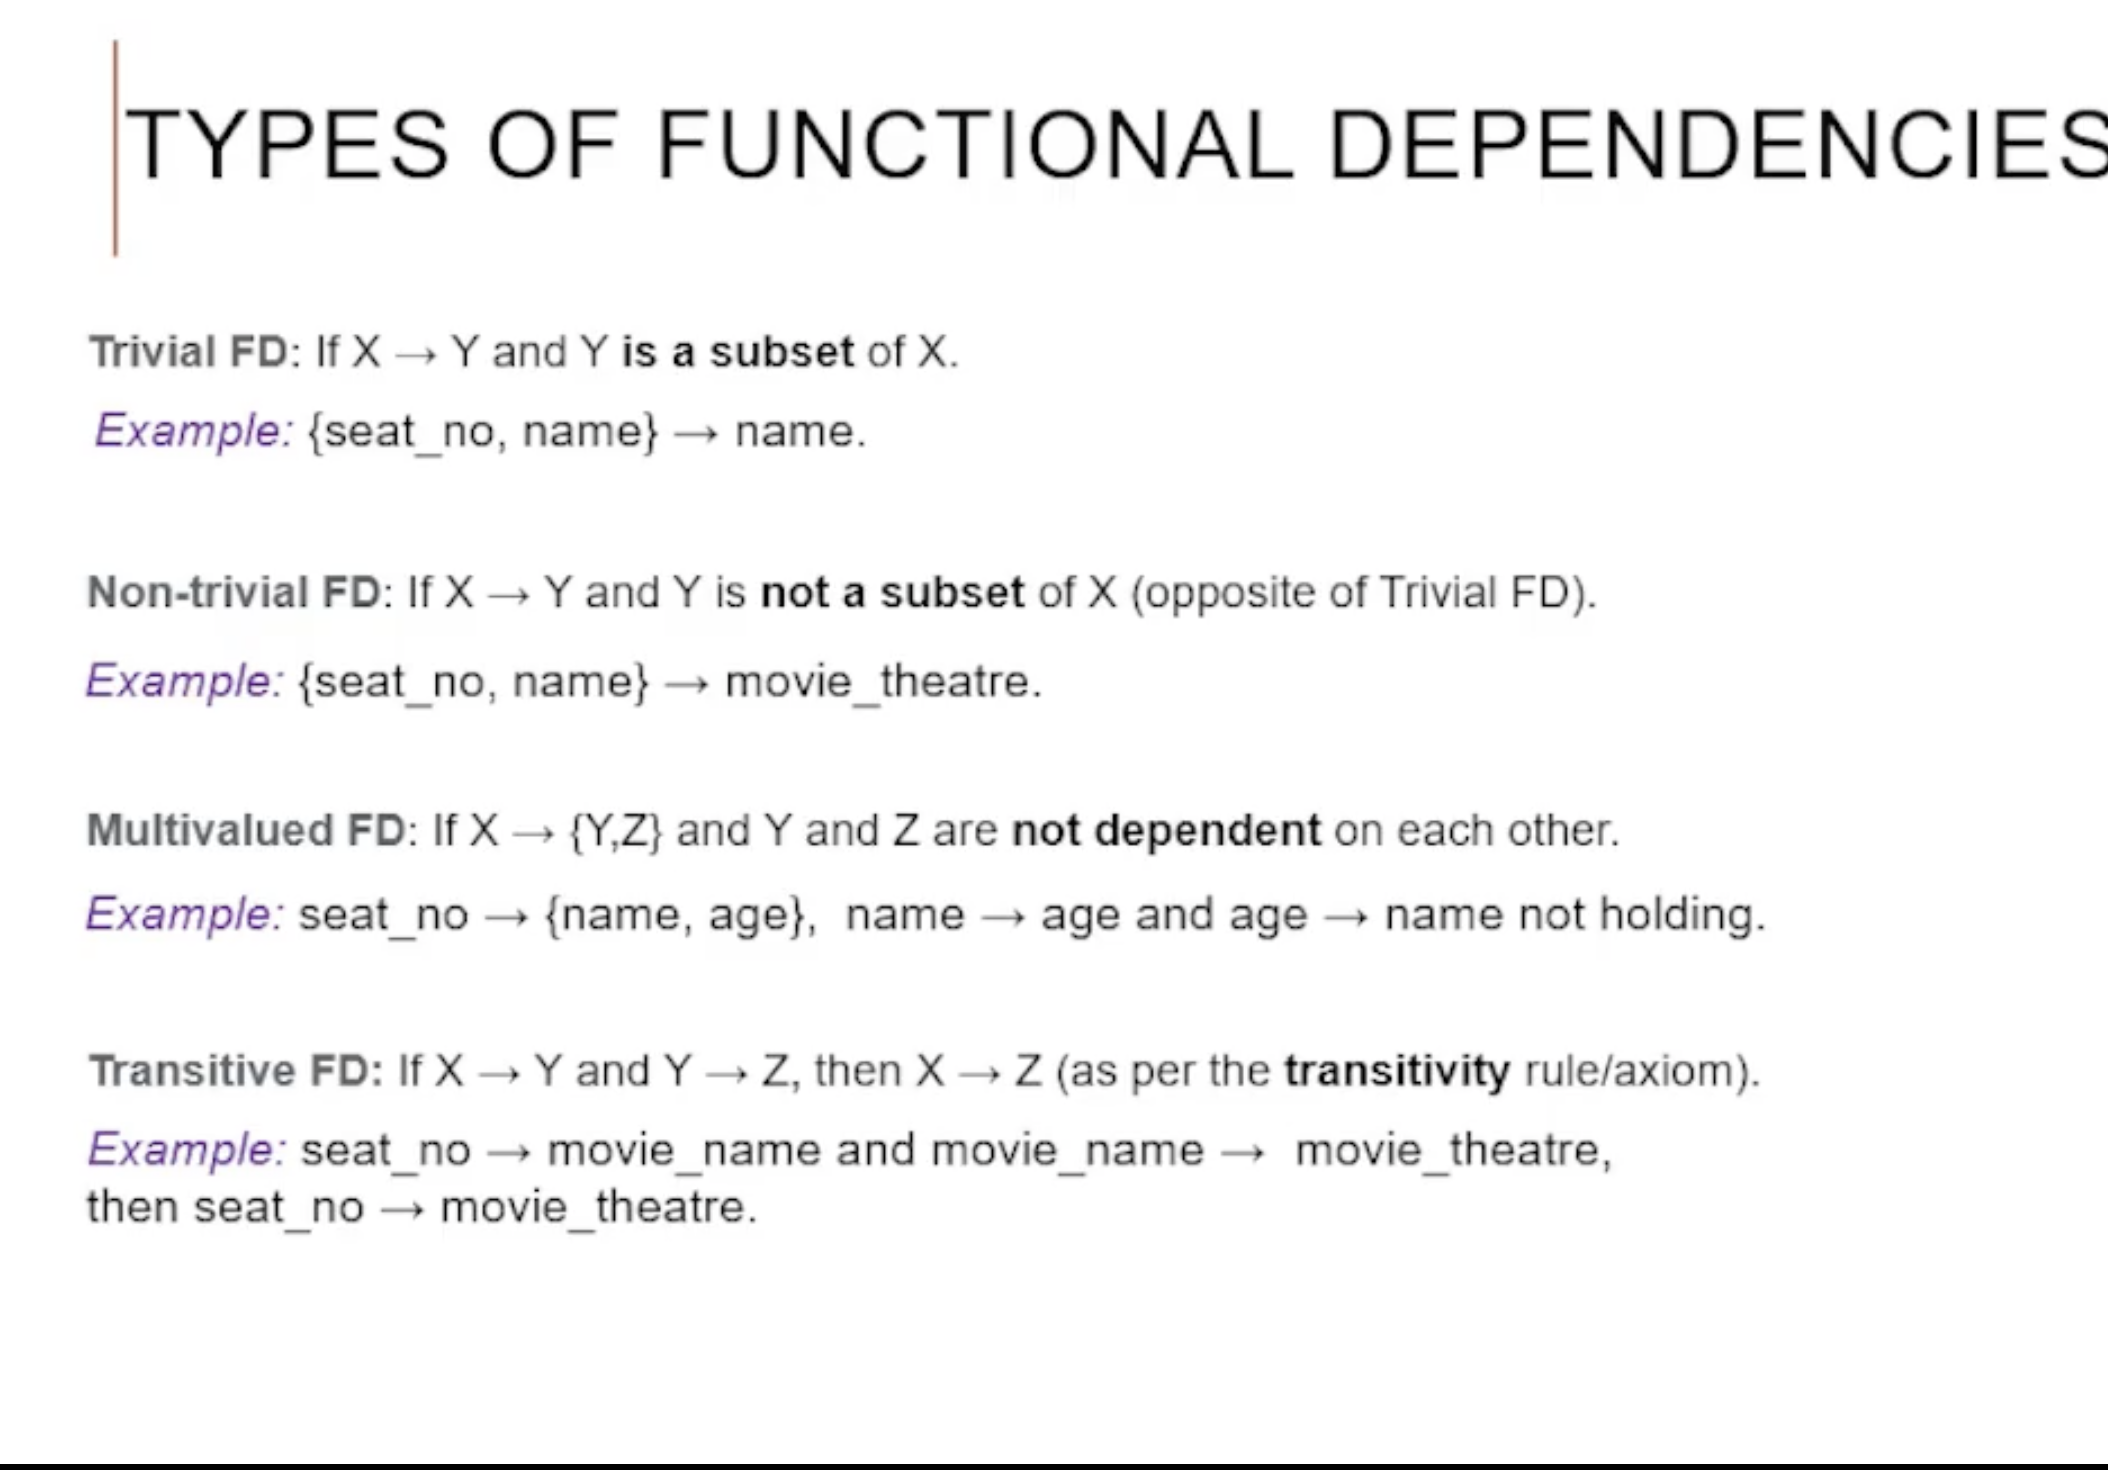 TYPES OF FUNCTIONAL DEPENDENCIES
Trivial FD: If X → Y and Y is a subset of X.
Example: {seat_no, name} → name.
Non-trivial FD: If X → Y and Y is not a subset of X (opposite of Trivial FD).
Example: {seat_no, name} → movie_theatre.
Multivalued FD: If X → {Y,Z} and Y and Z are not dependent on each other.
Example: seat_no → {name, age}, name → age and age → name not holding.
Transitive FD: If X → Y and Y → Z, then X → Z (as per the transitivity rule/axiom).
Example: seat_no → movie_name and movie_name → movie_theatre,
then seat_no → movie_theatre.